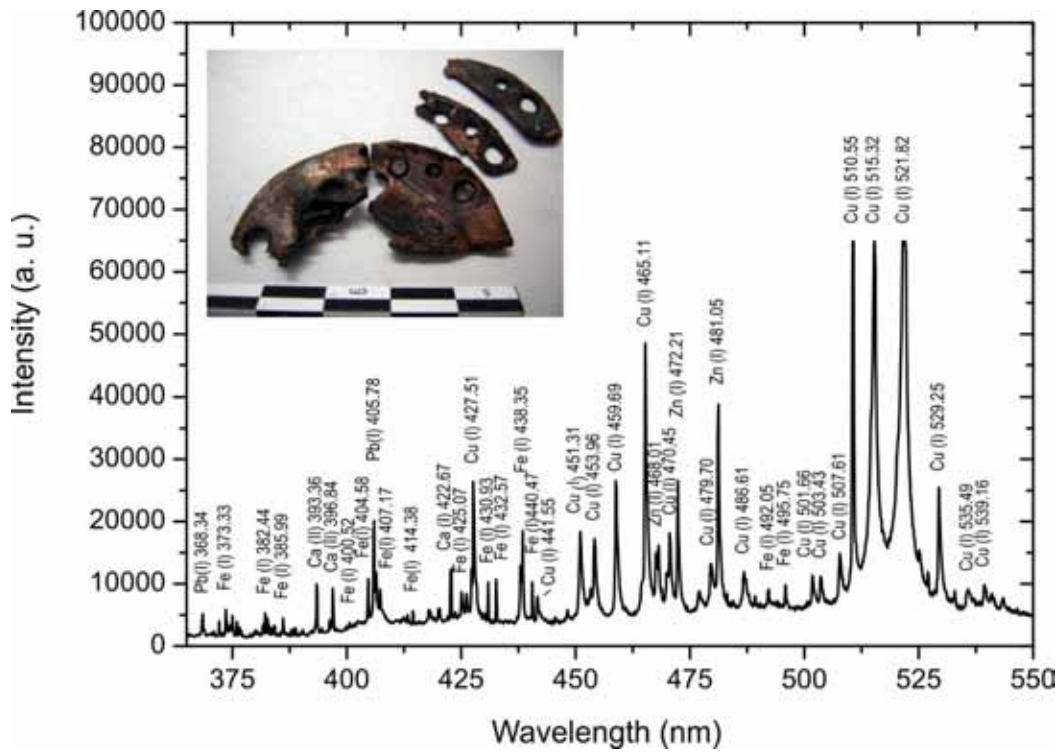 100000
90000
80000
70000
60000
50000
40000
30000
20000
10000
0
Intensity (a. u.)
Pb(I) 368.34
Fe (I) 373.33
Fe (I) 382.44
Fe (I) 385.99
Ca (II) 393.36
Ca (II) 396.84
Fe (I) 400.52
Fe(I) 404.58
Pb(I) 405.78
Fe(I) 407.17
Fe(I) 414.38
Ca (I) 422.67
Fe (I) 425.07
Cu (I) 427.51
Fe (I) 430.93
Fe (I) 432.57
Fe (I) 438.35
Fe (I)440.47
Cu (I) 441.55
Cu (I) 451.31
Cu (I) 453.96
Cu (I) 459.69
Cu (I) 465.11
Zn (I) 468.01
Cu (I) 470.45
Zn (I) 472.21
Cu (I) 479.70
Zn (I) 481.05
Cu (I) 486.61
Fe (I) 492.05
Fe (I) 495.75
Cu (I) 501.66
Cu (I) 503.43
Cu (I) 507.61
Cu (I) 510.55
Cu (I) 515.32
Cu (I) 521.82
Cu (I) 529.25
Cu (I) 535.49
Cu (I) 539.16
cm
5
375
400
425
450
475
500
525
550
Wavelength (nm)